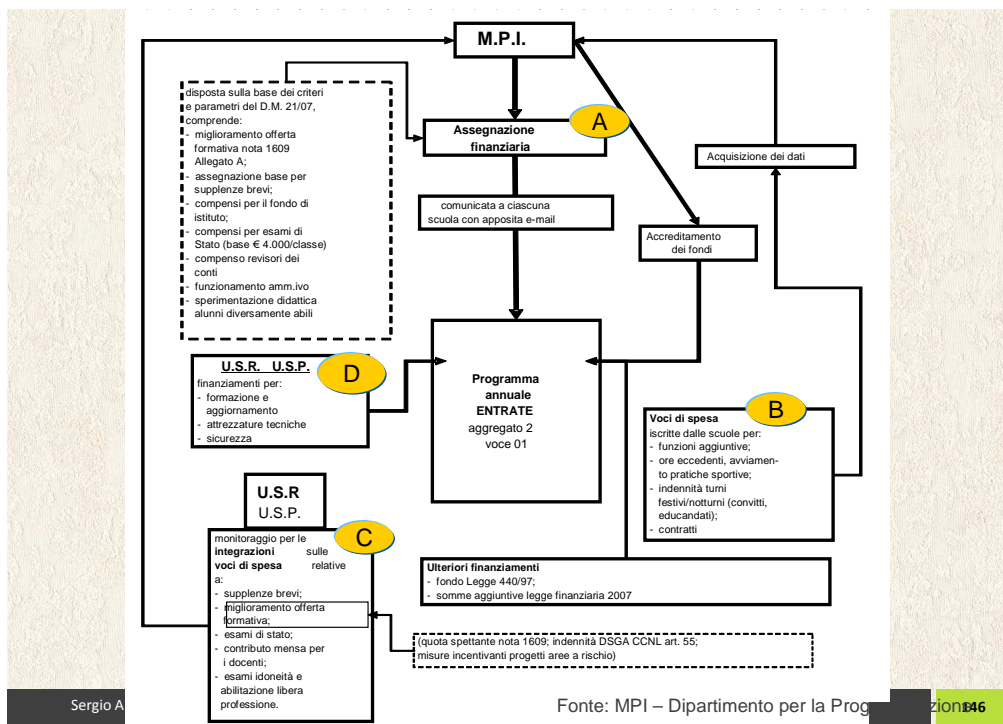 M.P.I.
disposta sulla base dei criteri
e parametri del D.M. 21/07,
comprende:
- miglioramento offerta
formativa nota 1609
Allegato A;
- assegnazione base per
supplenze brevi;
- compensi per il fondo di
istituto;
- compensi per esami di
Stato (base € 4.000/classe)
- compenso revisori dei
conti
- funzionamento amm.ivo
- sperimentazione didattica
alunni diversamente abili
A
Assegnazione
finanziaria
Acquisizione dei dati
comunicata a ciascuna
scuola con apposita e-mail
Accreditamento
dei fondi
U.S.R. U.S.P.
D
finanziamenti per:
- formazione e
aggiornamento
- attrezzature tecniche
- sicurezza
Programma
annuale
ENTRATE
aggregato 2
voce 01
B
Voci di spesa
iscritte dalle scuole per:
- funzioni aggiuntive;
- ore eccedenti, avviamen-
to pratiche sportive;
- indennità turni
festivi/notturni (convitti,
educandati);
- contratti
U.S.R
U.S.P.
C
monitoraggio per le
integrazioni sulle
voci di spesa relative
a:
- supplenze brevi;
- miglioramento offerta
formativa;
- esami di stato;
- contributo mensa per
i docenti;
- esami idoneità e
abilitazione libera
professione.
Ulteriori finanziamenti
- fondo Legge 440/97;
- somme aggiuntive legge finanziaria 2007
(quota spettante nota 1609; indennità DSGA CCNL art. 55;
misure incentivanti progetti aree a rischio)
Sergio A
Fonte: MPI – Dipartimento per la Prog
146